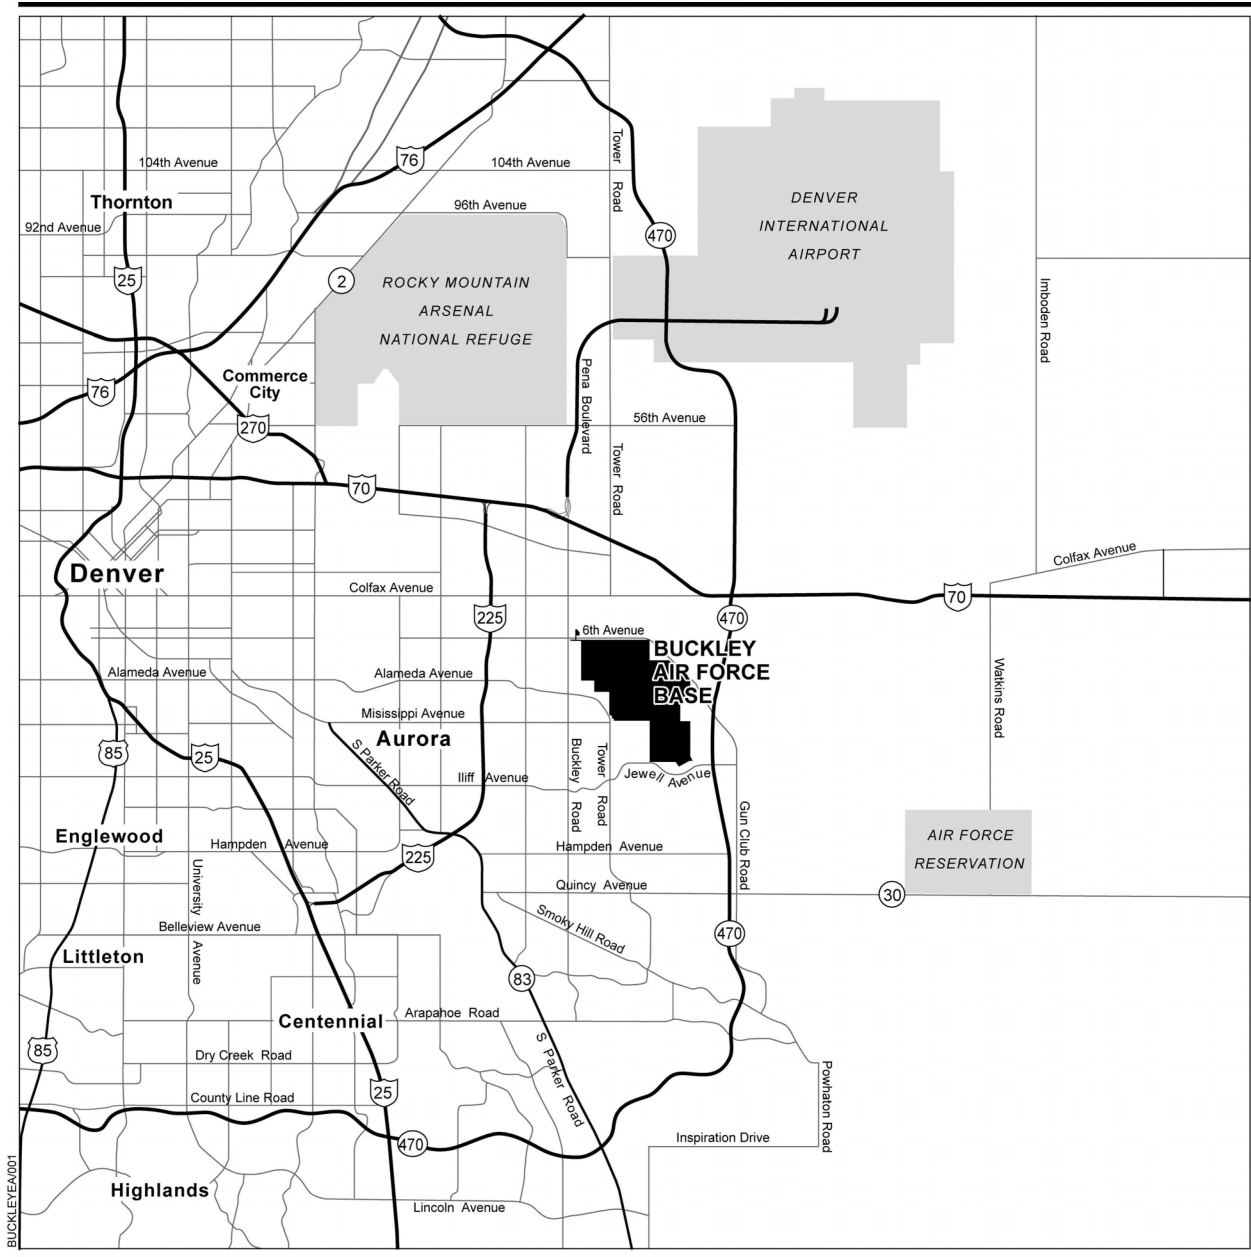 76
104th Avenue
104th Avenue
Tower Road
Thornton
DENVER
INTERNATIONAL
AIRPORT
96th Avenue
92nd Avenue
470
25
2
ROCKY MOUNTAIN
ARSENAL
NATIONAL REFUGE
Imboden Road
Commerce
City
76
Pena Boulevard
270
56th Avenue
Tower Road
70
Colfax Avenue
Denver
Colfax Avenue
70
225
470
6th Avenue
BUCKLEY
AIR FORCE
BASE
Alameda Avenue
Alameda Avenue
Watkins Road
Misissippi Avenue
Aurora
85
25
S Parker Road
Buckley Road
Tower Road
Iliff Avenue
Jewell Avenue
Gun Club Road
Englewood
Hampden Avenue
Hampden Avenue
225
AIR FORCE
RESERVATION
University Avenue
Quincy Avenue
30
Smoky Hill Road
Belleview Avenue
470
Littleton
83
Centennial
Arapahoe Road
85
Dry Creek Road
S Parker Road
25
County Line Road
Powhaton Road
470
Inspiration Drive
Highlands
Lincoln Avenue
BUCKLEYEA/001